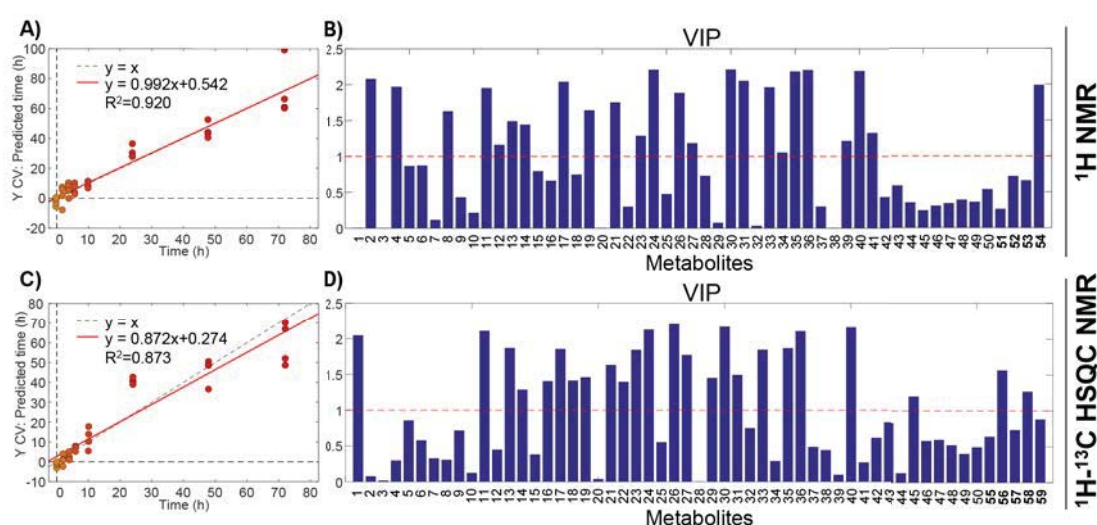 A)
100
80
60
40
20
0
-20
y = x
y = 0.992x+0.542
R²=0.920
Y CV: Predicted time (h)
0 10 20 30 40 50 60 70 80
Time (h)
B)
VIP
2.5
2
1.5
1
0.5
0
1 2 3 4 5 6 7 8 9 10 11 12 13 14 15 16 17 18 19 20 21 22 23 24 25 26 27 28 29 30 31 32 33 34 35 36 37 38 39 40 41 42 43 44 45 46 47 48 49 50 51 52 53 54
Metabolites
¹H NMR
C)
80
70
60
50
40
30
20
10
0
-10
y = x
y = 0.872x+0.274
R²=0.873
Y CV: Predicted time (h)
0 10 20 30 40 50 60 70 80
Time (h)
D)
VIP
2.5
2
1.5
1
0.5
0
1 2 3 4 5 6 7 8 9 10 11 12 13 14 15 16 17 18 19 20 21 22 23 24 25 26 27 28 29 30 31 32 33 34 35 36 37 38 39 40 41 42 43 44 45 46 47 48 49 50 55 56 57 58 59
Metabolites
¹H-¹³C HSQC NMR